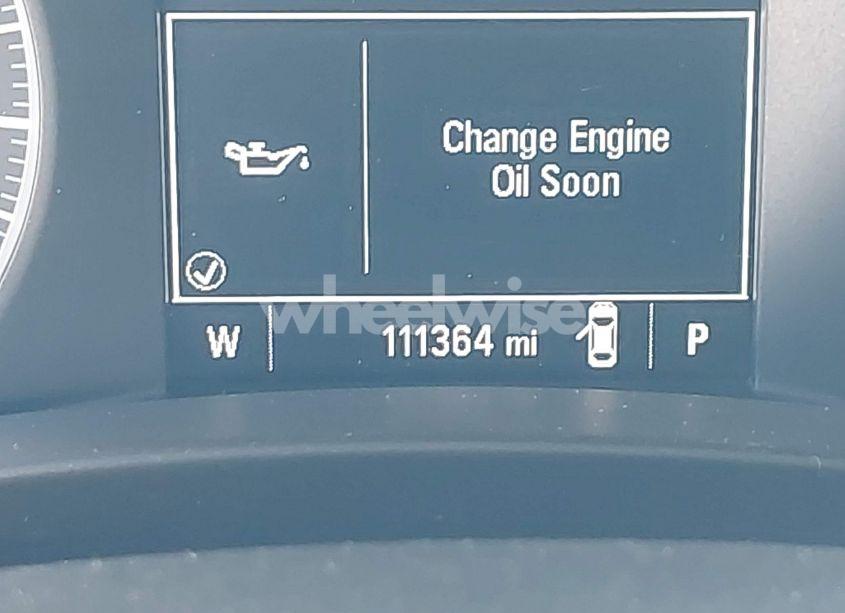 Change Engine
Oil Soon
wheelwise
W 111364 mi P